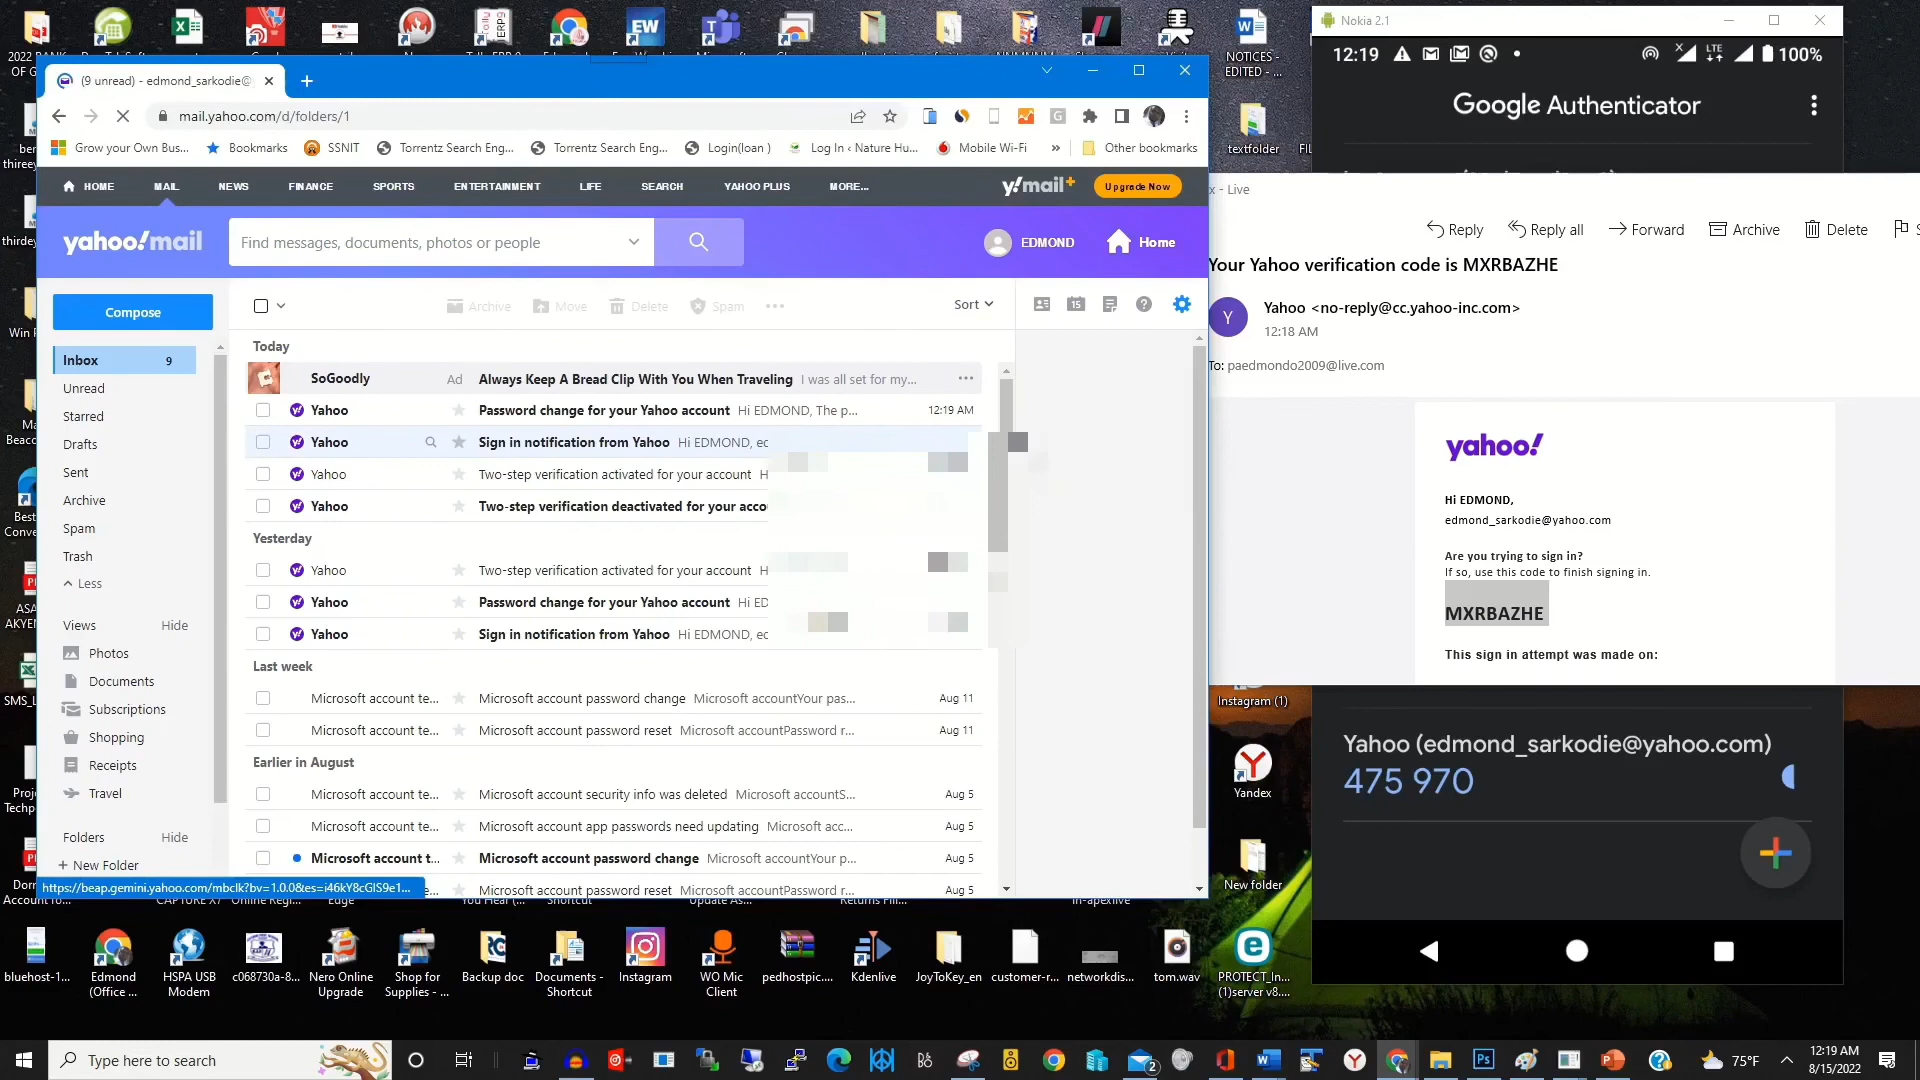 2022 BANK
OF G
NOTICES -
EDITED - ...
textfolder
Nokia 2.1
12:19
LTE
100%
Google Authenticator
(9 unread) - edmond_sarkodie@
mail.yahoo.com/d/folders/1
Grow your Own Bus...
Bookmarks
SSNIT
Torrentz Search Eng...
Torrentz Search Eng...
Login(loan )
Log In ‹ Nature Hu...
Mobile Wi-Fi
»
Other bookmarks
HOME
MAIL
NEWS
FINANCE
SPORTS
ENTERTAINMENT
LIFE
SEARCH
YAHOO PLUS
MORE...
y!mail+
Upgrade Now
yahoo!mail
Find messages, documents, photos or people
EDMOND
Home
Compose
Archive
Move
Delete
Spam
Sort
15
Inbox 9
Unread
Starred
Drafts
Sent
Archive
Spam
Trash
Less
Views Hide
Photos
Documents
Subscriptions
Shopping
Receipts
Travel
Folders Hide
+ New Folder
Today
SoGoodly Ad Always Keep A Bread Clip With You When Traveling I was all set for my...
Yahoo Password change for your Yahoo account Hi EDMOND, The p... 12:19 AM
Yahoo Sign in notification from Yahoo Hi EDMOND, ec
Yahoo Two-step verification activated for your account H
Yahoo Two-step verification deactivated for your acco
Yesterday
Yahoo Two-step verification activated for your account H
Yahoo Password change for your Yahoo account Hi ED
Yahoo Sign in notification from Yahoo Hi EDMOND, ec
Last week
Microsoft account te... Microsoft account password change Microsoft accountYour pas... Aug 11
Microsoft account te... Microsoft account password reset Microsoft accountPassword r... Aug 11
Earlier in August
Microsoft account te... Microsoft account security info was deleted Microsoft accountS... Aug 5
Microsoft account te... Microsoft account app passwords need updating Microsoft acc... Aug 5
Microsoft account t... Microsoft account password change Microsoft accountYour p... Aug 5
Microsoft account te... Microsoft account password reset Microsoft accountPassword r... Aug 5
https://beap.gemini.yahoo.com/mbclk?bv=1.0.0&es=i46kY8cGIS9e1...
x - Live
Reply
Reply all
Forward
Archive
Delete
Your Yahoo verification code is MXRBAZHE
Y
Yahoo <no-reply@cc.yahoo-inc.com>
12:18 AM
To: paedmondo2009@live.com
yahoo!
Hi EDMOND,
edmond_sarkodie@yahoo.com
Are you trying to sign in?
If so, use this code to finish signing in.
MXRBAZHE
This sign in attempt was made on:
Yahoo (edmond_sarkodie@yahoo.com)
475 970
Instagram (1)
Yandex
New folder
bluehost-1...
Edmond
(Office ...
HSPA USB
Modem
c068730a-8...
Nero Online
Upgrade
Shop for
Supplies - ...
Backup doc
Documents -
Shortcut
Instagram
WO Mic
Client
pedhostpic...
Kdenlive
JoyToKey_en
customer-r...
networkdis...
tom.wav
PROTECT_In...
(1)server v8....
Type here to search
2
75°F
12:19 AM
8/15/2022